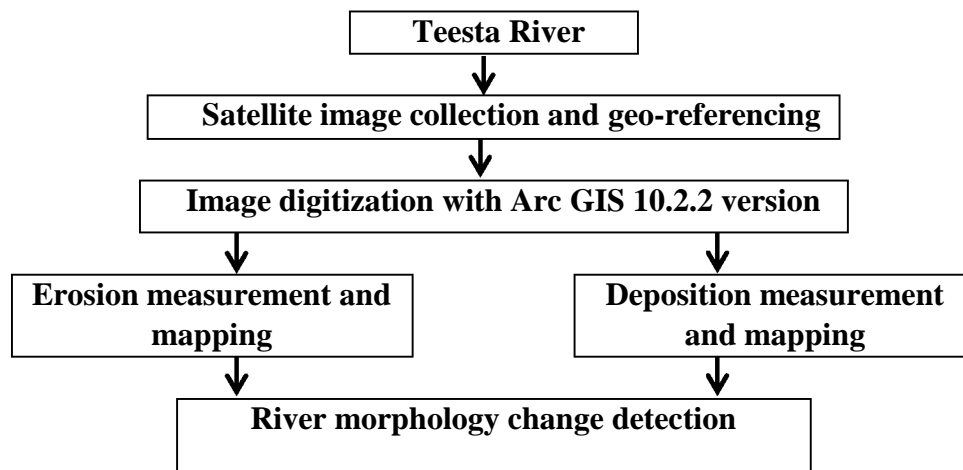 Teesta River
Satellite image collection and geo-referencing
Image digitization with Arc GIS 10.2.2 version
Erosion measurement and
mapping
Deposition measurement
and mapping
River morphology change detection